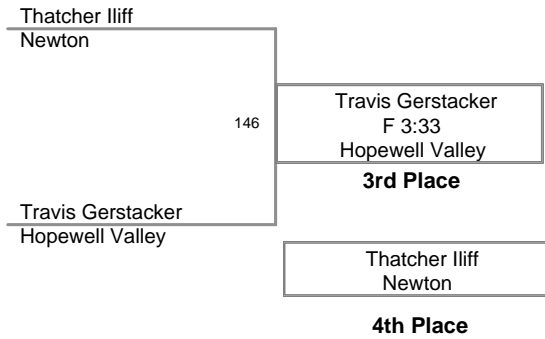 Thatcher Iliff
Newton
146
Travis Gerstacker
F 3:33
Hopewell Valley
3rd Place
Travis Gerstacker
Hopewell Valley
Thatcher Iliff
Newton
4th Place